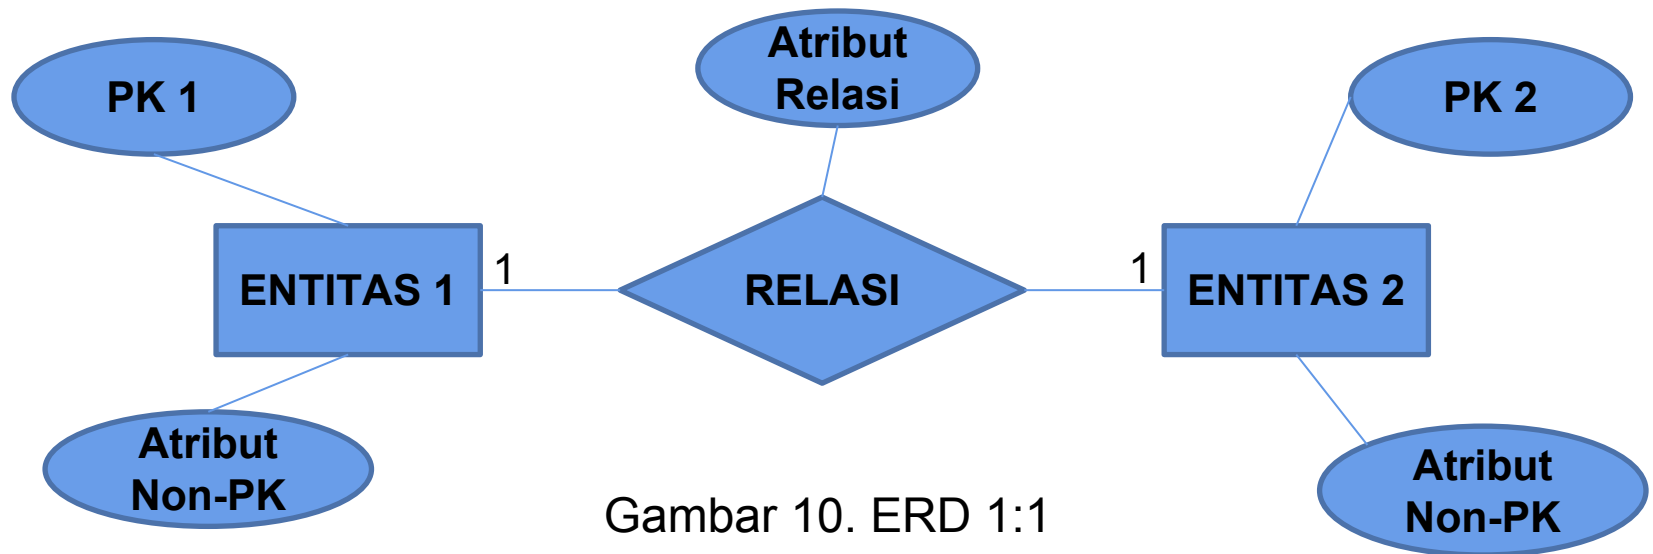 Atribut
Relasi
PK 1
PK 2
ENTITAS 1
1
RELASI
1
ENTITAS 2
Atribut
Non-PK
Atribut
Non-PK
Gambar 10. ERD 1:1